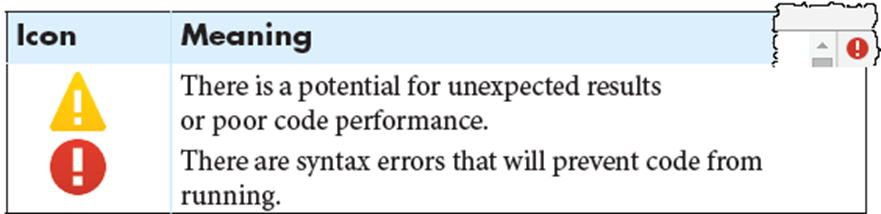 Icon Meaning
There is a potential for unexpected results
or poor code performance.
There are syntax errors that will prevent code from
running.